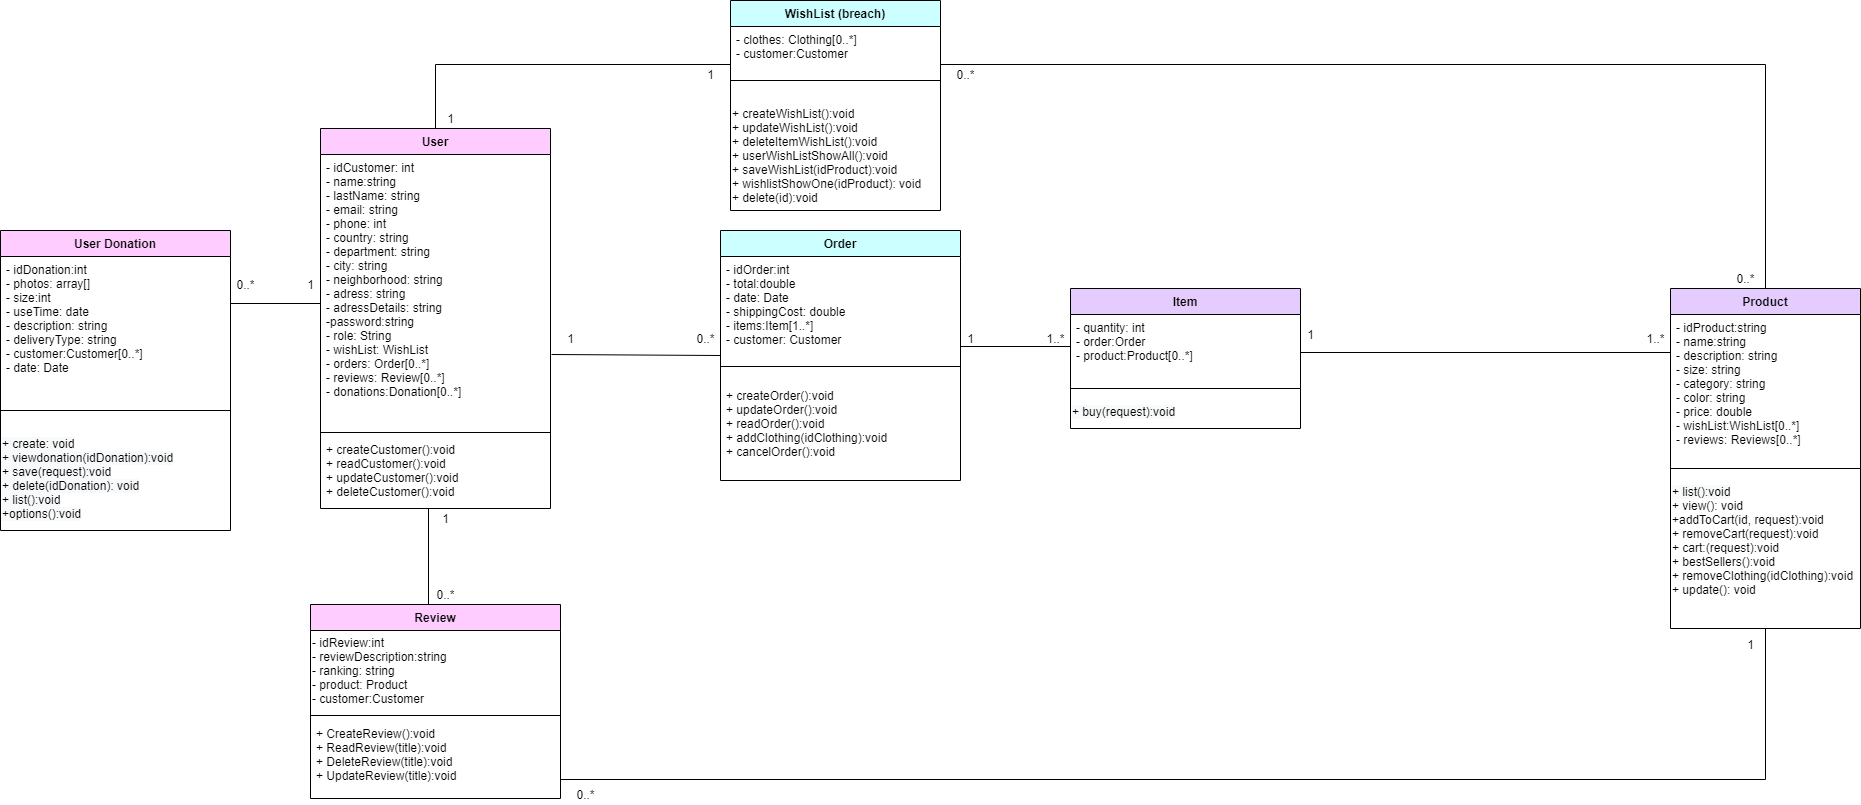 WishList (breach)
- clothes: Clothing[0..*]
- customer:Customer
+ createWishList():void
+ updateWishList():void
+ deleteItemWishList():void
+ userWishListShowAll():void
+ saveWishList(idProduct):void
+ wishlistShowOne(idProduct): void
+ delete(id):void
1
0..*
1
User
- idCustomer: int
- name:string
- lastName: string
- email: string
- phone: int
- country: string
- department: string
- city: string
- neighborhood: string
- adress: string
- adressDetails: string
-password:string
- role: String
- wishList: WishList
- orders: Order[0..*]
- reviews: Review[0..*]
- donations:Donation[0..*]
+ createCustomer():void
+ readCustomer():void
+ updateCustomer():void
+ deleteCustomer():void
User Donation
- idDonation:int
- photos: array[]
- size:int
- useTime: date
- description: string
- deliveryType: string
- customer:Customer[0..*]
- date: Date
+ create: void
+ viewdonation(idDonation):void
+ save(request):void
+ delete(idDonation): void
+ list():void
+options():void
0..*
1
Order
- idOrder:int
- total:double
- date: Date
- shippingCost: double
- items:Item[1..*]
- customer: Customer
+ createOrder():void
+ updateOrder():void
+ readOrder():void
+ addClothing(idClothing):void
+ cancelOrder():void
1
0..*
1
1..*
Item
- quantity: int
- order:Order
- product:Product[0..*]
+ buy(request):void
1
1..*
0..*
Product
- idProduct:string
- name:string
- description: string
- size: string
- category: string
- color: string
- price: double
- wishList:WishList[0..*]
- reviews: Reviews[0..*]
+ list():void
+ view(): void
+addToCart(id, request):void
+ removeCart(request):void
+ cart:(request):void
+ bestSellers():void
+ removeClothing(idClothing):void
+ update(): void
1
1
0..*
Review
- idReview:int
- reviewDescription:string
- ranking: string
- product: Product
- customer:Customer
+ CreateReview():void
+ ReadReview(title):void
+ DeleteReview(title):void
+ UpdateReview(title):void
0..*